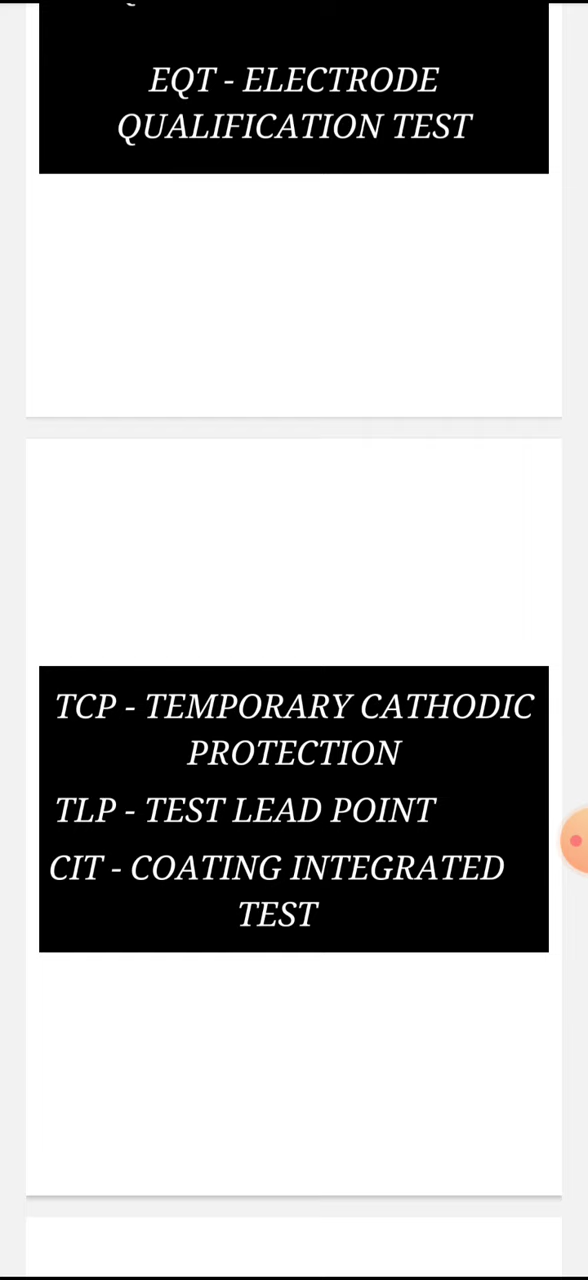 EQT - ELECTRODE
QUALIFICATION TEST
TCP - TEMPORARY CATHODIC
PROTECTION
TLP - TEST LEAD POINT
CIT - COATING INTEGRATED
TEST